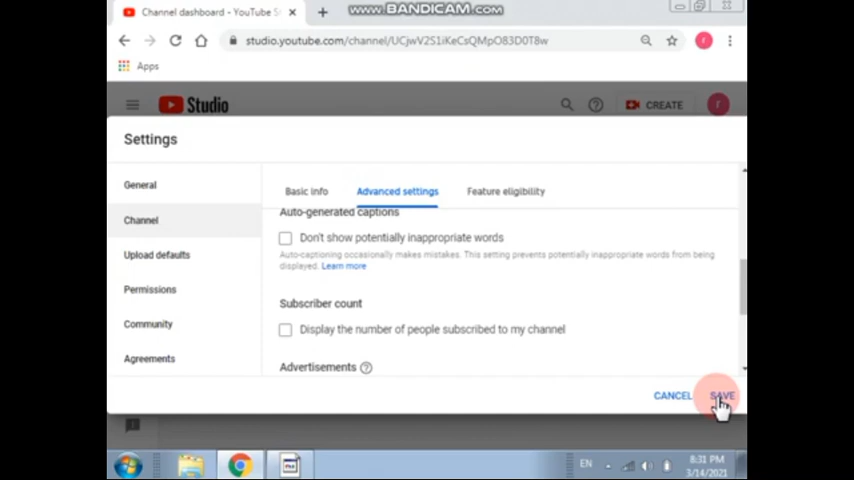 www.BANDICAM.com
Channel dashboard - YouTube S
studio.youtube.com/channel/UCjwV2S1iKeCsQMpO83D0T8w
r
Apps
Studio
CREATE
r
Settings
General
Channel
Upload defaults
Permissions
Community
Agreements
Basic info
Advanced settings
Feature eligibility
Auto-generated captions
Don't show potentially inappropriate words
Auto-captioning occasionally makes mistakes. This setting prevents potentially inappropriate words from being
displayed. Learn more
Subscriber count
Display the number of people subscribed to my channel
Advertisements
CANCEL
SAVE
EN
8:31 PM
3/14/2021